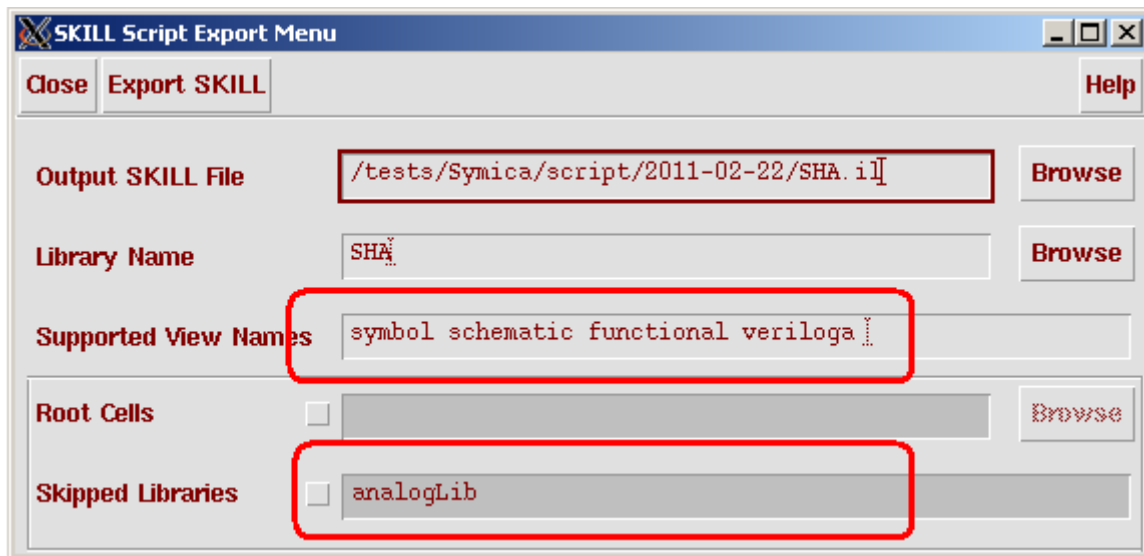 SKILL Script Export Menu
Close Export SKILL Help
Output SKILL File /tests/Symica/script/2011-02-22/SHA.il Browse
Library Name SHA Browse
Supported View Names symbol schematic functional veriloga
Root Cells Browse
Skipped Libraries analogLib